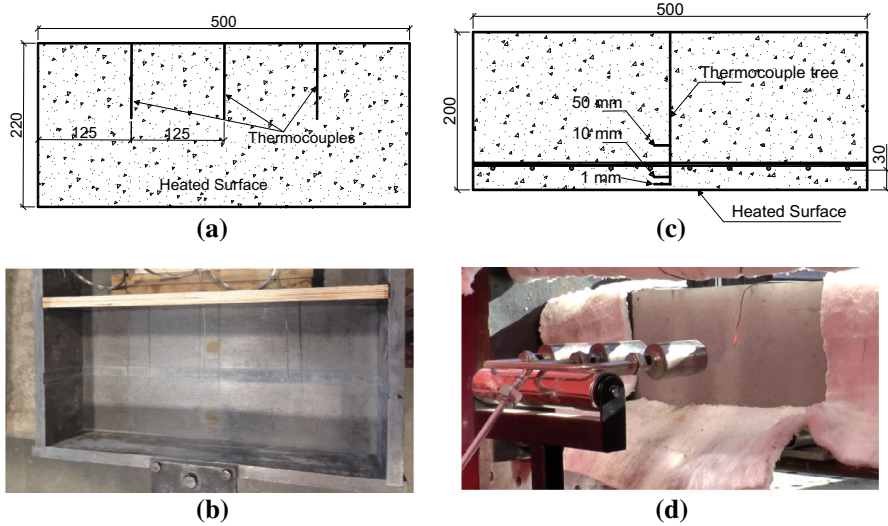 500
220
125
125
Thermocouples
Heated Surface
(a)
500
200
Thermocouple tree
50 mm
10 mm
1 mm
30
Heated Surface
(c)
(b)
(d)